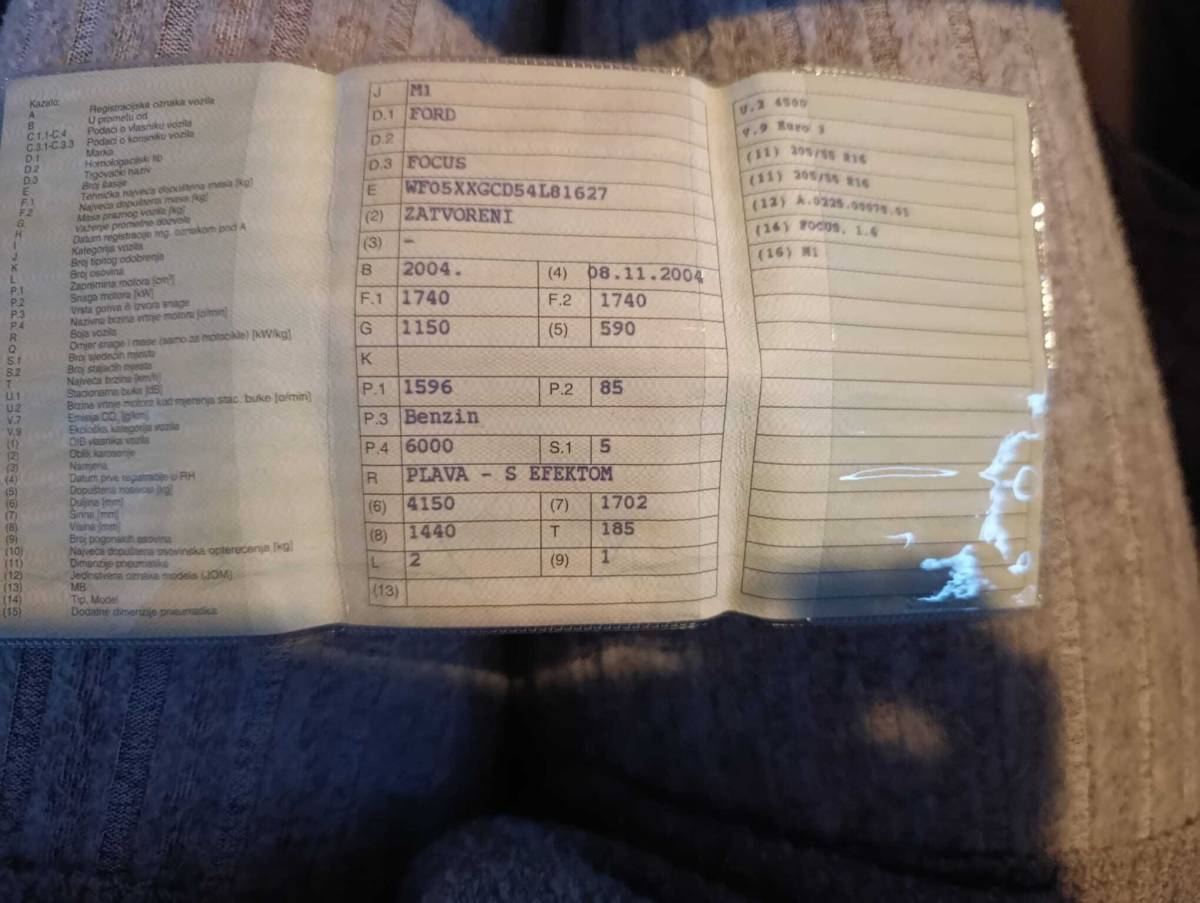 Kazalo:
A Registracijska oznaka vozila
B U prometu od
C.1.1-C.4 Podaci o vlasniku vozila
C.3.1-C.3.3 Podaci o korisniku vozila
D.1 Marka
D.2 Homologacijski tip
D.3 Trgovački naziv
E Broj šasije
F.1 Tehnička najveća dopuštena masa [kg]
F.2 Najveća dopuštena masa [kg]
G Masa praznog vozila [kg]
H Važenje prometne dozvole
I Datum registracije reg. oznakom pod A
J Kategorija vozila
K Broj tipnog odobrenja
L Broj osovina
P.1 Zapremina motora [cm³]
P.2 Snaga motora [kW]
P.3 Vrsta goriva ili izvora snage
P.4 Nazivna brzina vrtnje motora [o/min]
R Boja vozila
Q Omjer snage i mase (samo za motocikle) [kW/kg]
S.1 Broj sjedećih mjesta
S.2 Broj stajaćih mjesta
T Najveća brzina [km/h]
U.1 Stacionarna buka [dB]
U.2 Brzina vrtnje motora kod mjerenja stac. buke [o/min]
V.7 Emisija CO₂ [g/km]
V.9 Ekološka kategorija vozila
(1) OIB vlasnika vozila
(2) Oblik karoserije
(3) Namjena
(4) Datum prve registracije u RH
(5) Dopuštena nosivost [kg]
(6) Duljina [mm]
(7) Širina [mm]
(8) Visina [mm]
(9) Broj pogonskih osovina
(10) Najveća dopuštena osovinska opterećenja [kg]
(11) Dimenzije pneumatika
(12) Jedinstvena oznaka modela (JOM)
(13) MB
(14) Tip, Model
(15) Dodatne dimenzije pneumatika
J M1
D.1 FORD
D.2
D.3 FOCUS
E WF05XXGCD54L81627
(2) ZATVORENI
(3) -
B 2004. (4) 08.11.2004
F.1 1740 F.2 1740
G 1150 (5) 590
K
P.1 1596 P.2 85
P.3 Benzin
P.4 6000 S.1 5
R PLAVA - S EFEKTOM
(6) 4150 (7) 1702
(8) 1440 T 185
L 2 (9) 1
(13)
U.2 4500
V.9 Euro 3
(11) 205/55 R16
(11) 205/55 R16
(12)
(14) FOCUS, 1.6
(16) M1